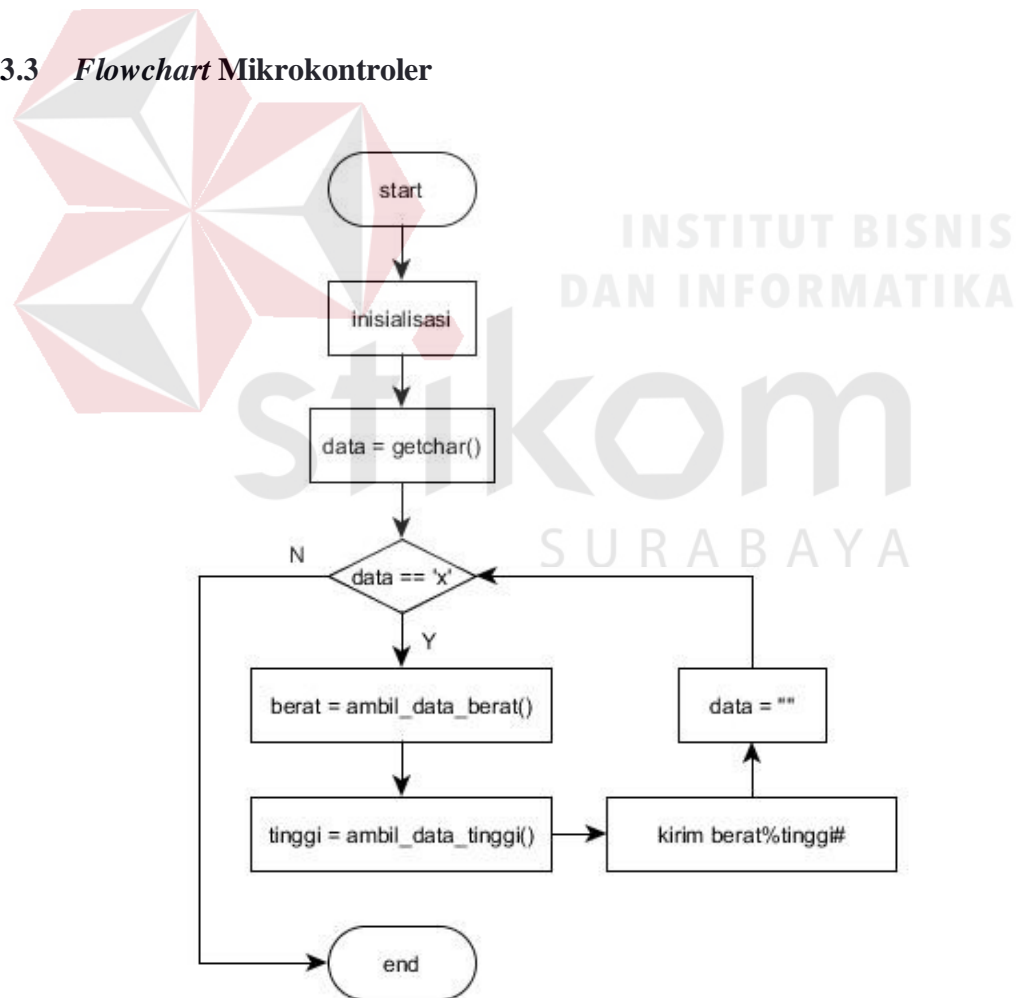 3.3 Flowchart Mikrokontroler
start
INSTITUT BISNIS
DAN INFORMATIKA
inisialisasi
stikom
data = getchar()
SURABAYA
N
data == 'x'
Y
berat = ambil_data_berat()
data = ""
tinggi = ambil_data_tinggi()
kirim berat%tinggi#
end